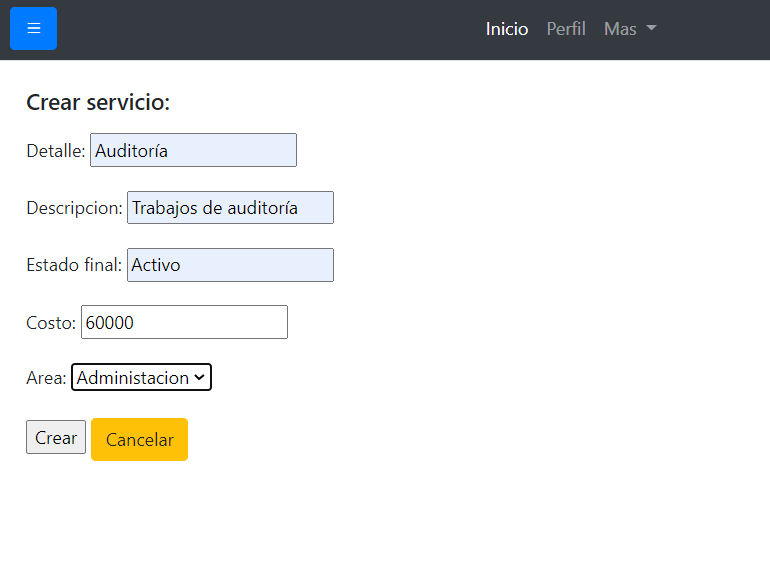 Inicio Perfil Mas
Crear servicio:
Detalle: Auditoría
Descripcion: Trabajos de auditoría
Estado final: Activo
Costo: 60000
Area: Administacion
Crear Cancelar